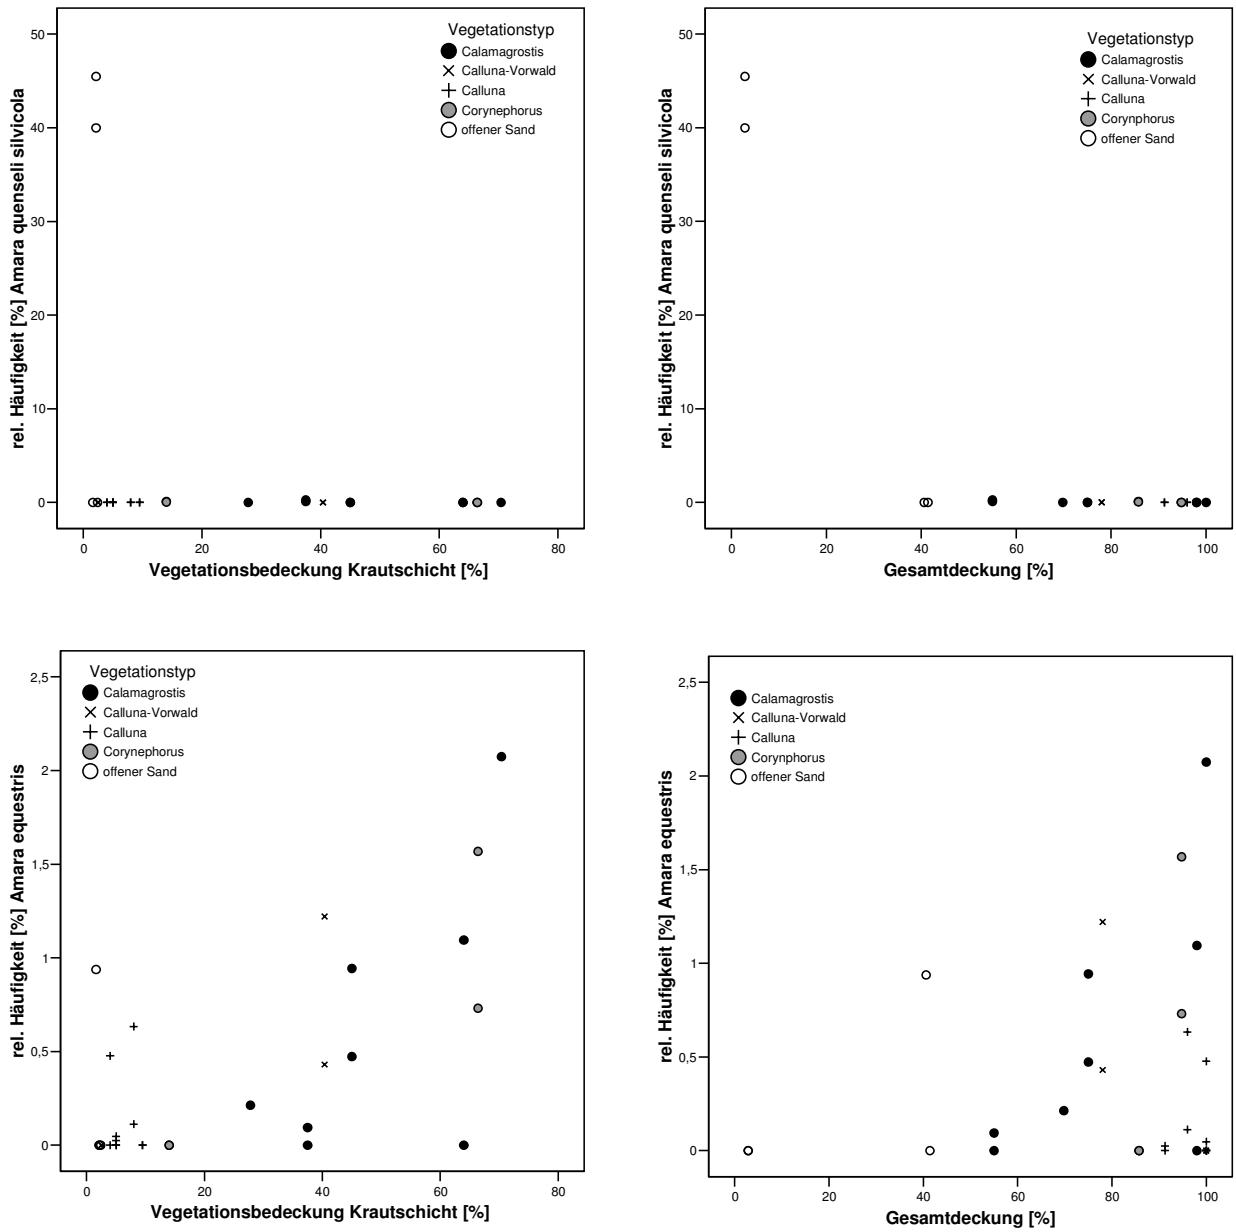 rel. Häufigkeit [%] Amara quenseli silvicola
50
40
30
20
10
0
Vegetationstyp
Calamagrostis
Calluna-Vorwald
Calluna
Corynephorus
offener Sand
0 20 40 60 80
Vegetationsbedeckung Krautschicht [%]
rel. Häufigkeit [%] Amara quenseli silvicola
50
40
30
20
10
0
Vegetationstyp
Calamagrostis
Calluna-Vorwald
Calluna
Corynphorus
offener Sand
0 20 40 60 80 100
Gesamtdeckung [%]
rel. Häufigkeit [%] Amara equestris
2,5
2
1,5
1
0,5
0
Vegetationstyp
Calamagrostis
Calluna-Vorwald
Calluna
Corynephorus
offener Sand
0 20 40 60 80
Vegetationsbedeckung Krautschicht [%]
rel. Häufigkeit [%] Amara equestris
2,5
2
1,5
1
0,5
0
Calamagrostis
Calluna-Vorwald
Calluna
Corynphorus
offener Sand
0 20 40 60 80 100
Gesamtdeckung [%]